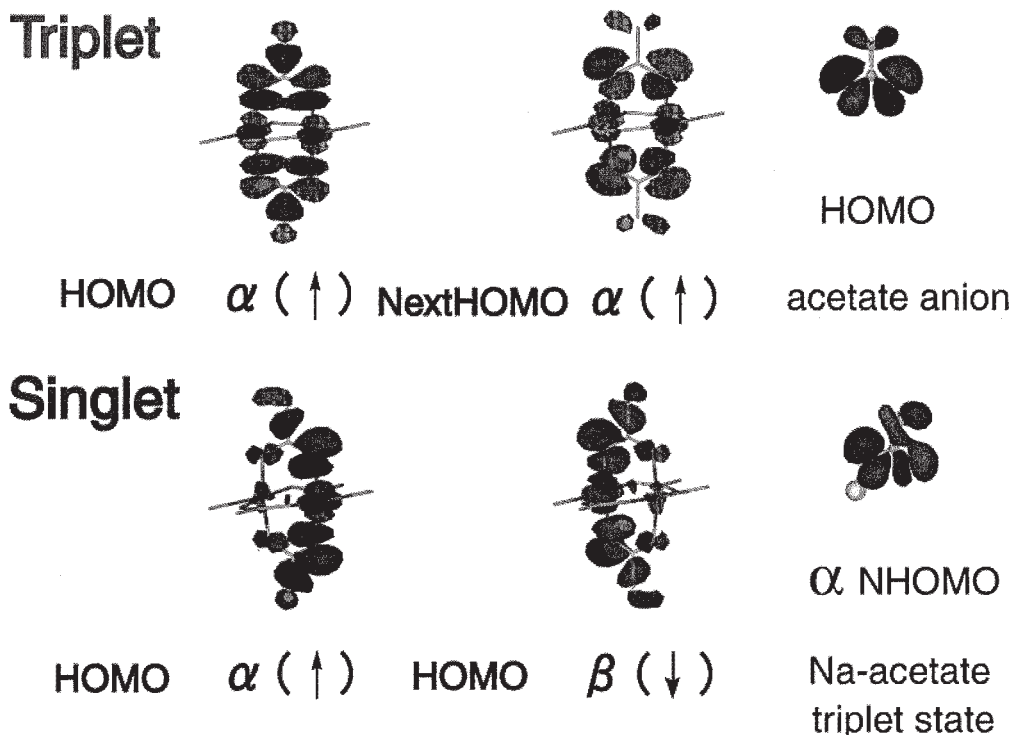 Triplet
HOMO
HOMO α ( ↑ ) NextHOMO α ( ↑ ) acetate anion
Singlet
α NHOMO
HOMO α ( ↑ ) HOMO β ( ↓ ) Na-acetate
triplet state